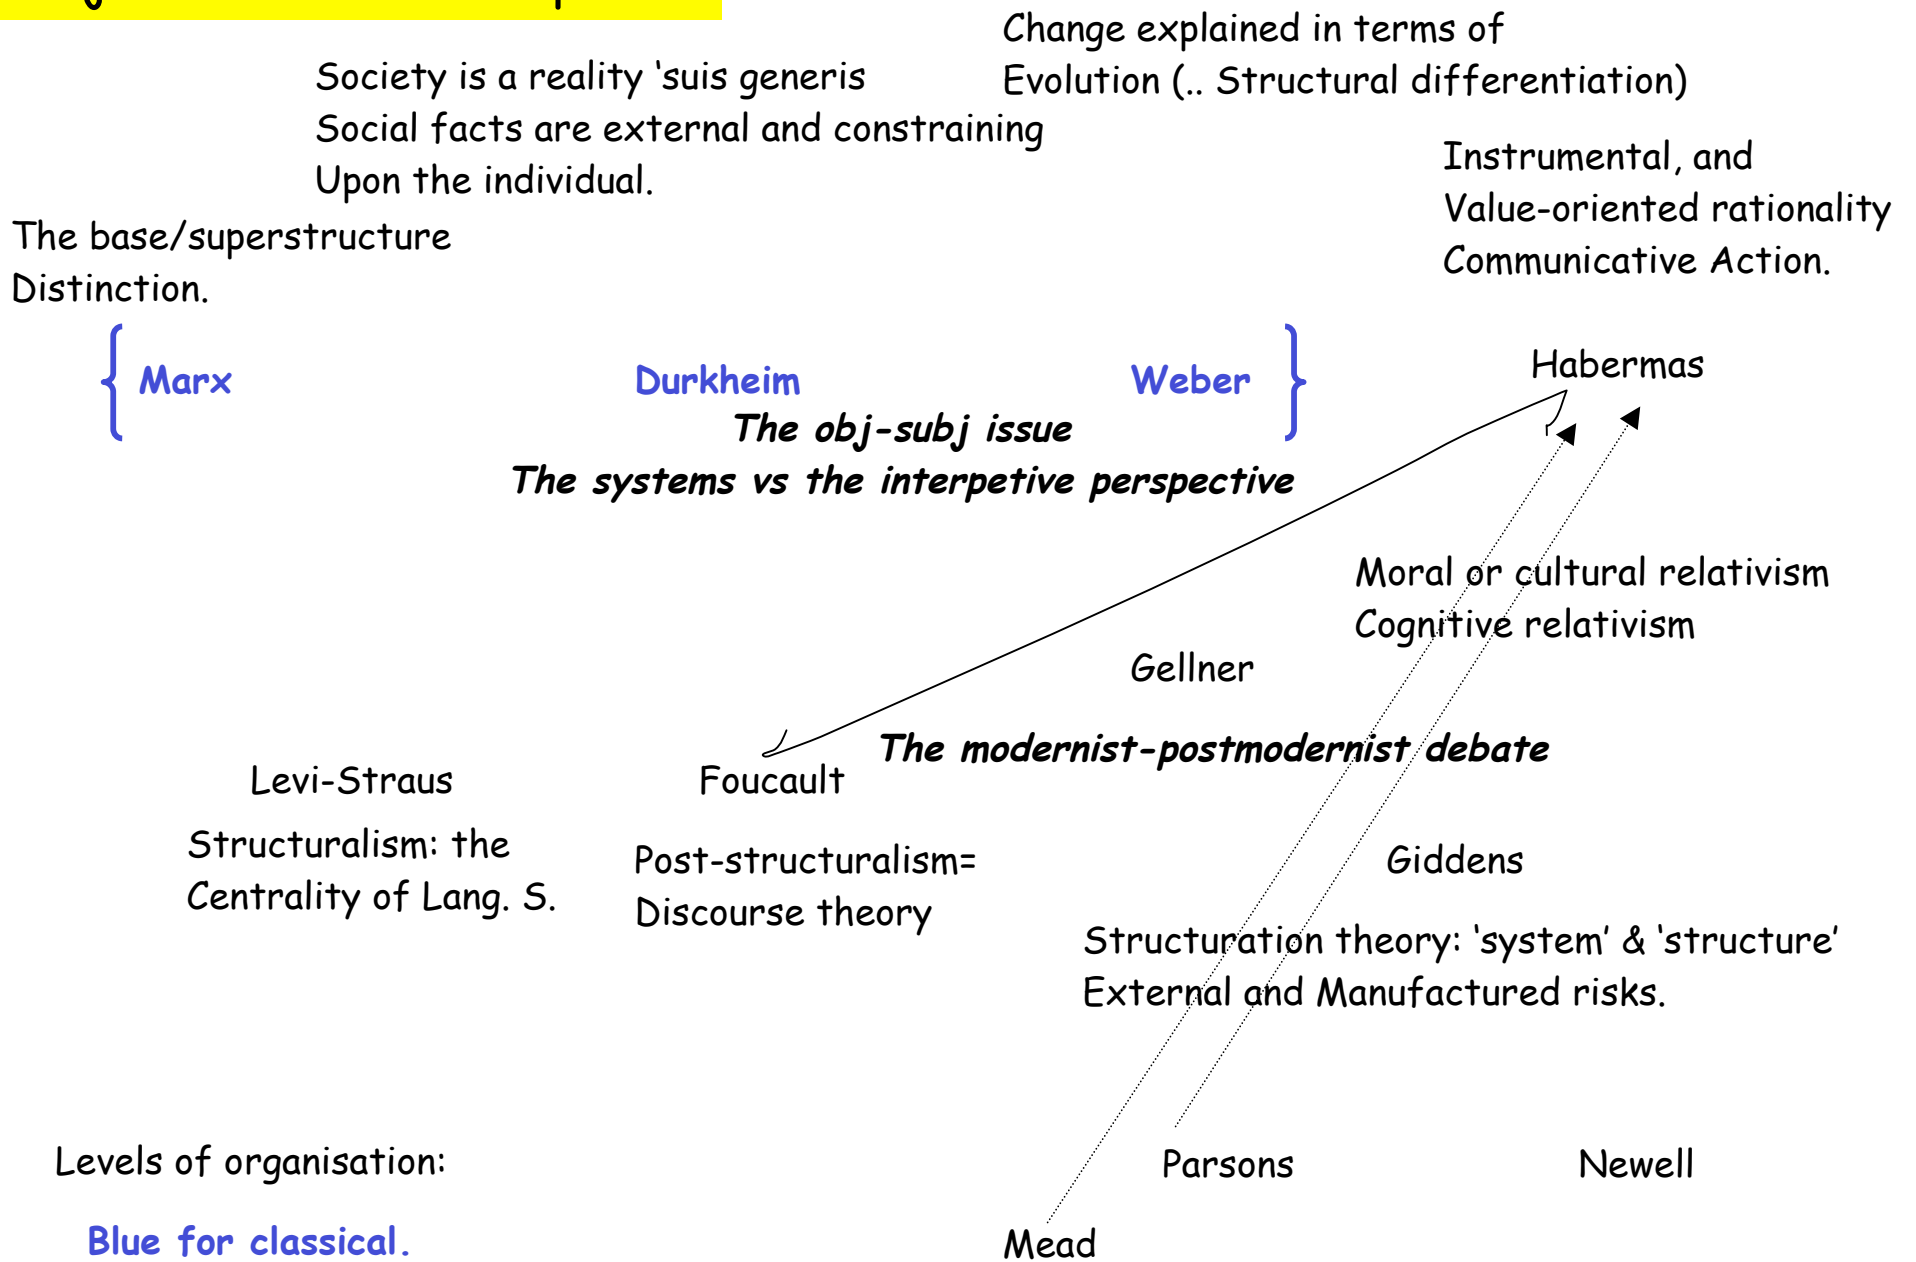 Change explained in terms of
Evolution (.. Structural differentiation)
Society is a reality ‘suis generis
Social facts are external and constraining
Upon the individual.
Instrumental, and
Value-oriented rationality
Communicative Action.
The base/superstructure
Distinction.
Marx
Durkheim
Weber
Habermas
The obj-subj issue
The systems vs the interpetive perspective
Moral or cultural relativism
Cognitive relativism
Gellner
The modernist-postmodernist debate
Levi-Straus
Foucault
Structuralism: the
Centrality of Lang. S.
Post-structuralism=
Discourse theory
Giddens
Structuration theory: ‘system’ & ‘structure’
External and Manufactured risks.
Levels of organisation:
Parsons
Newell
Blue for classical.
Mead